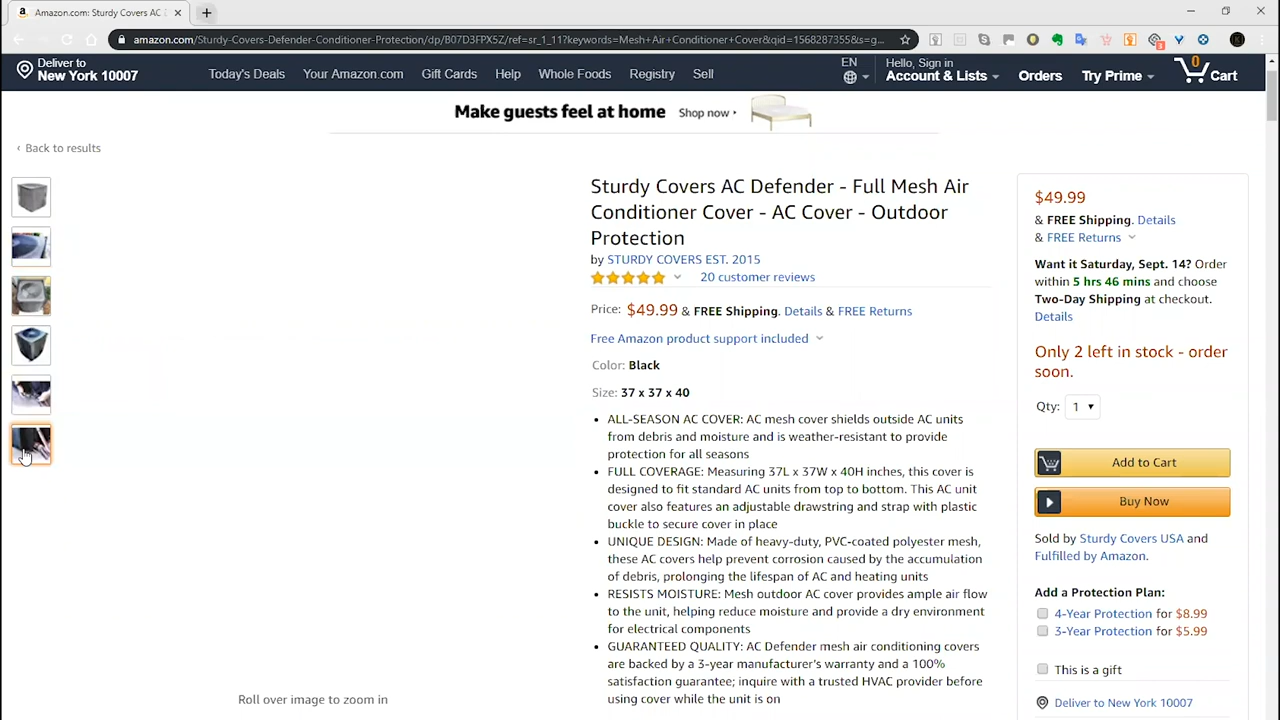 Amazon.com: Sturdy Covers AC
amazon.com/Sturdy-Covers-Defender-Conditioner-Protection/dp/B07D3FPX5Z/ref=sr_1_11?keywords=Mesh+Air+Conditioner+Cover&qid=1568287355&s=g...
Deliver to
New York 10007
Today's Deals Your Amazon.com Gift Cards Help Whole Foods Registry Sell
EN
Hello, Sign in
Account & Lists
Orders
Try Prime
0
Cart
Make guests feel at home Shop now
‹ Back to results
Sturdy Covers AC Defender - Full Mesh Air
Conditioner Cover - AC Cover - Outdoor
Protection
by STURDY COVERS EST. 2015
20 customer reviews
Price: $49.99 & FREE Shipping. Details & FREE Returns
Free Amazon product support included
Color: Black
Size: 37 x 37 x 40
• ALL-SEASON AC COVER: AC mesh cover shields outside AC units
from debris and moisture and is weather-resistant to provide
protection for all seasons
• FULL COVERAGE: Measuring 37L x 37W x 40H inches, this cover is
designed to fit standard AC units from top to bottom. This AC unit
cover also features an adjustable drawstring and strap with plastic
buckle to secure cover in place
• UNIQUE DESIGN: Made of heavy-duty, PVC-coated polyester mesh,
these AC covers help prevent corrosion caused by the accumulation
of debris, prolonging the lifespan of AC and heating units
• RESISTS MOISTURE: Mesh outdoor AC cover provides ample air flow
to the unit, helping reduce moisture and provide a dry environment
for electrical components
• GUARANTEED QUALITY: AC Defender mesh air conditioning covers
are backed by a 3-year manufacturer's warranty and a 100%
satisfaction guarantee; inquire with a trusted HVAC provider before
using cover while the unit is on
Roll over image to zoom in
$49.99
& FREE Shipping. Details
& FREE Returns
Want it Saturday, Sept. 14? Order
within 5 hrs 46 mins and choose
Two-Day Shipping at checkout.
Details
Only 2 left in stock - order
soon.
Qty: 1
Add to Cart
Buy Now
Sold by Sturdy Covers USA and
Fulfilled by Amazon.
Add a Protection Plan:
4-Year Protection for $8.99
3-Year Protection for $5.99
This is a gift
Deliver to New York 10007